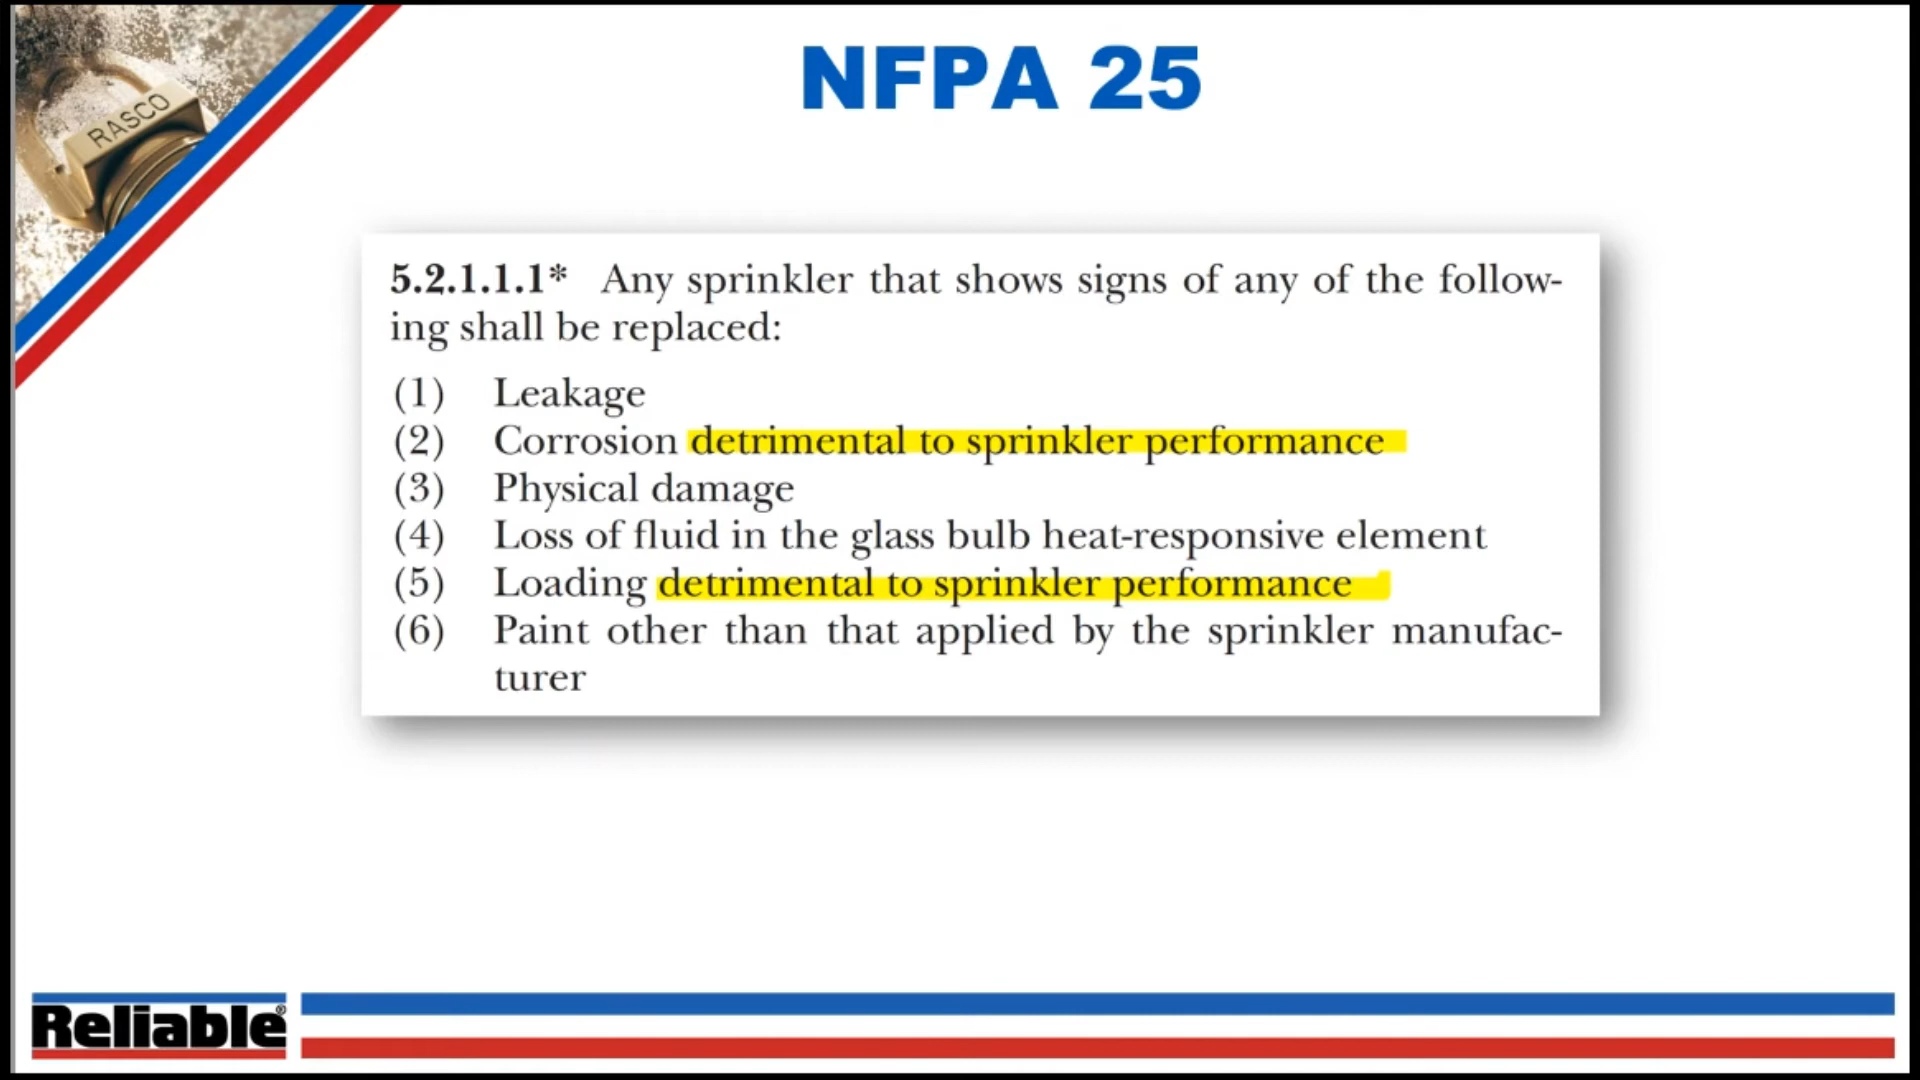 NFPA 25
RASCO
5.2.1.1.1* Any sprinkler that shows signs of any of the follow-
ing shall be replaced:
(1) Leakage
(2) Corrosion detrimental to sprinkler performance
(3) Physical damage
(4) Loss of fluid in the glass bulb heat-responsive element
(5) Loading detrimental to sprinkler performance
(6) Paint other than that applied by the sprinkler manufac-
turer
Reliable®